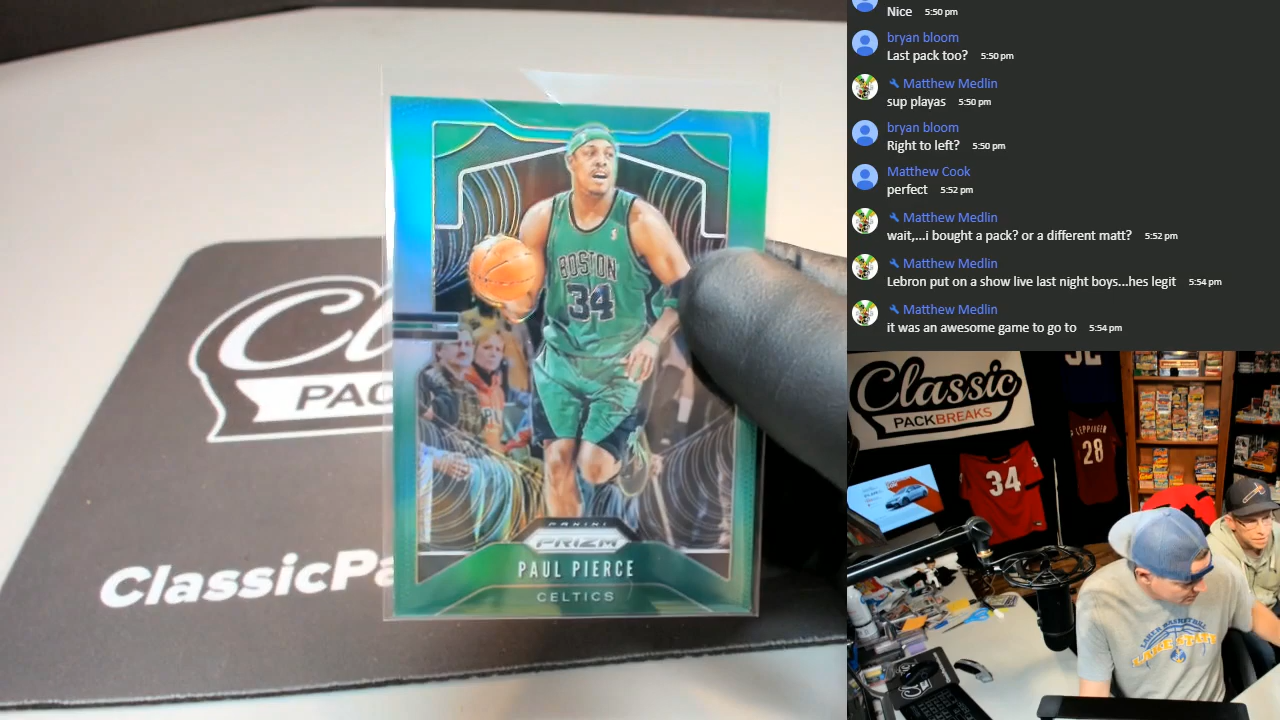 Classic
PACKBREAKS
Cl
PAC
ClassicPa
BOSTON
34
PANINI
PRIZM
PAUL PIERCE
CELTICS
Nice 5:50 pm
bryan bloom
Last pack too? 5:50 pm
Matthew Medlin
sup playas 5:50 pm
bryan bloom
Right to left? 5:50 pm
Matthew Cook
perfect 5:52 pm
Matthew Medlin
wait,...i bought a pack? or a different matt? 5:52 pm
Matthew Medlin
Lebron put on a show live last night boys...hes legit 5:54 pm
Matthew Medlin
it was an awesome game to go to 5:54 pm
34
28
LAKER BASKETBALL
LAKE STATE